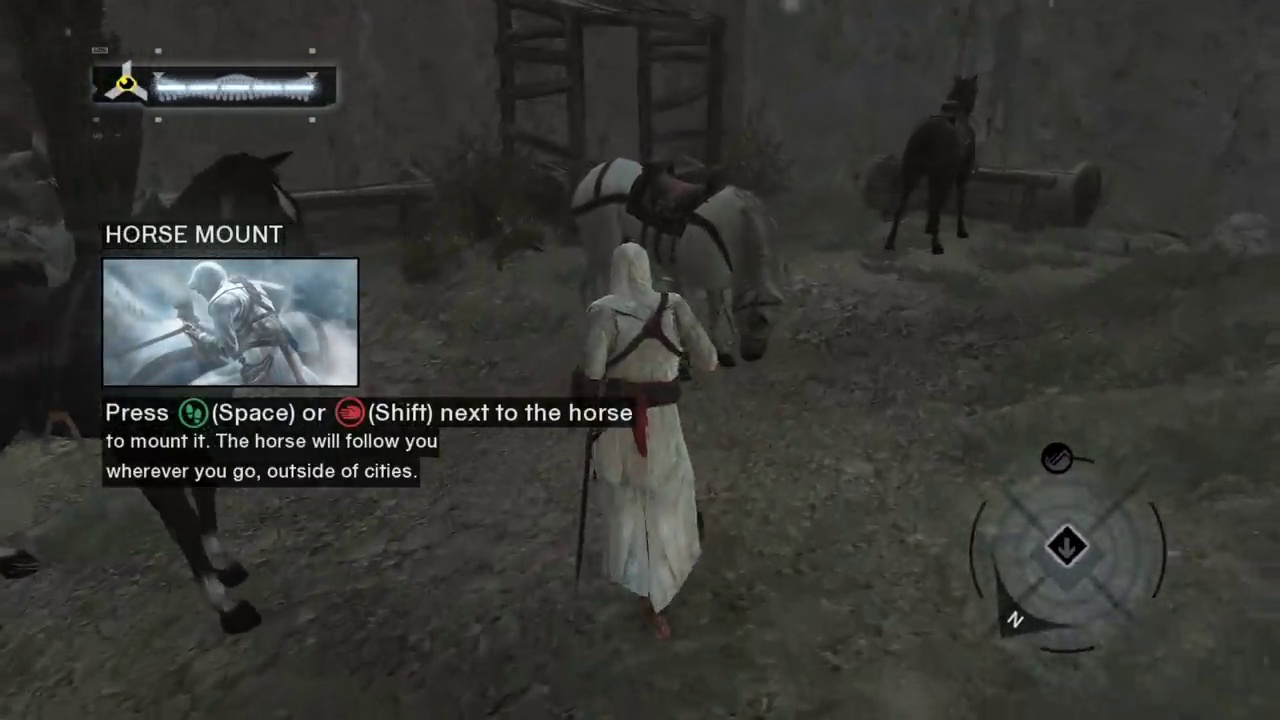 HORSE MOUNT
Press (Space) or (Shift) next to the horse
to mount it. The horse will follow you
wherever you go, outside of cities.
N